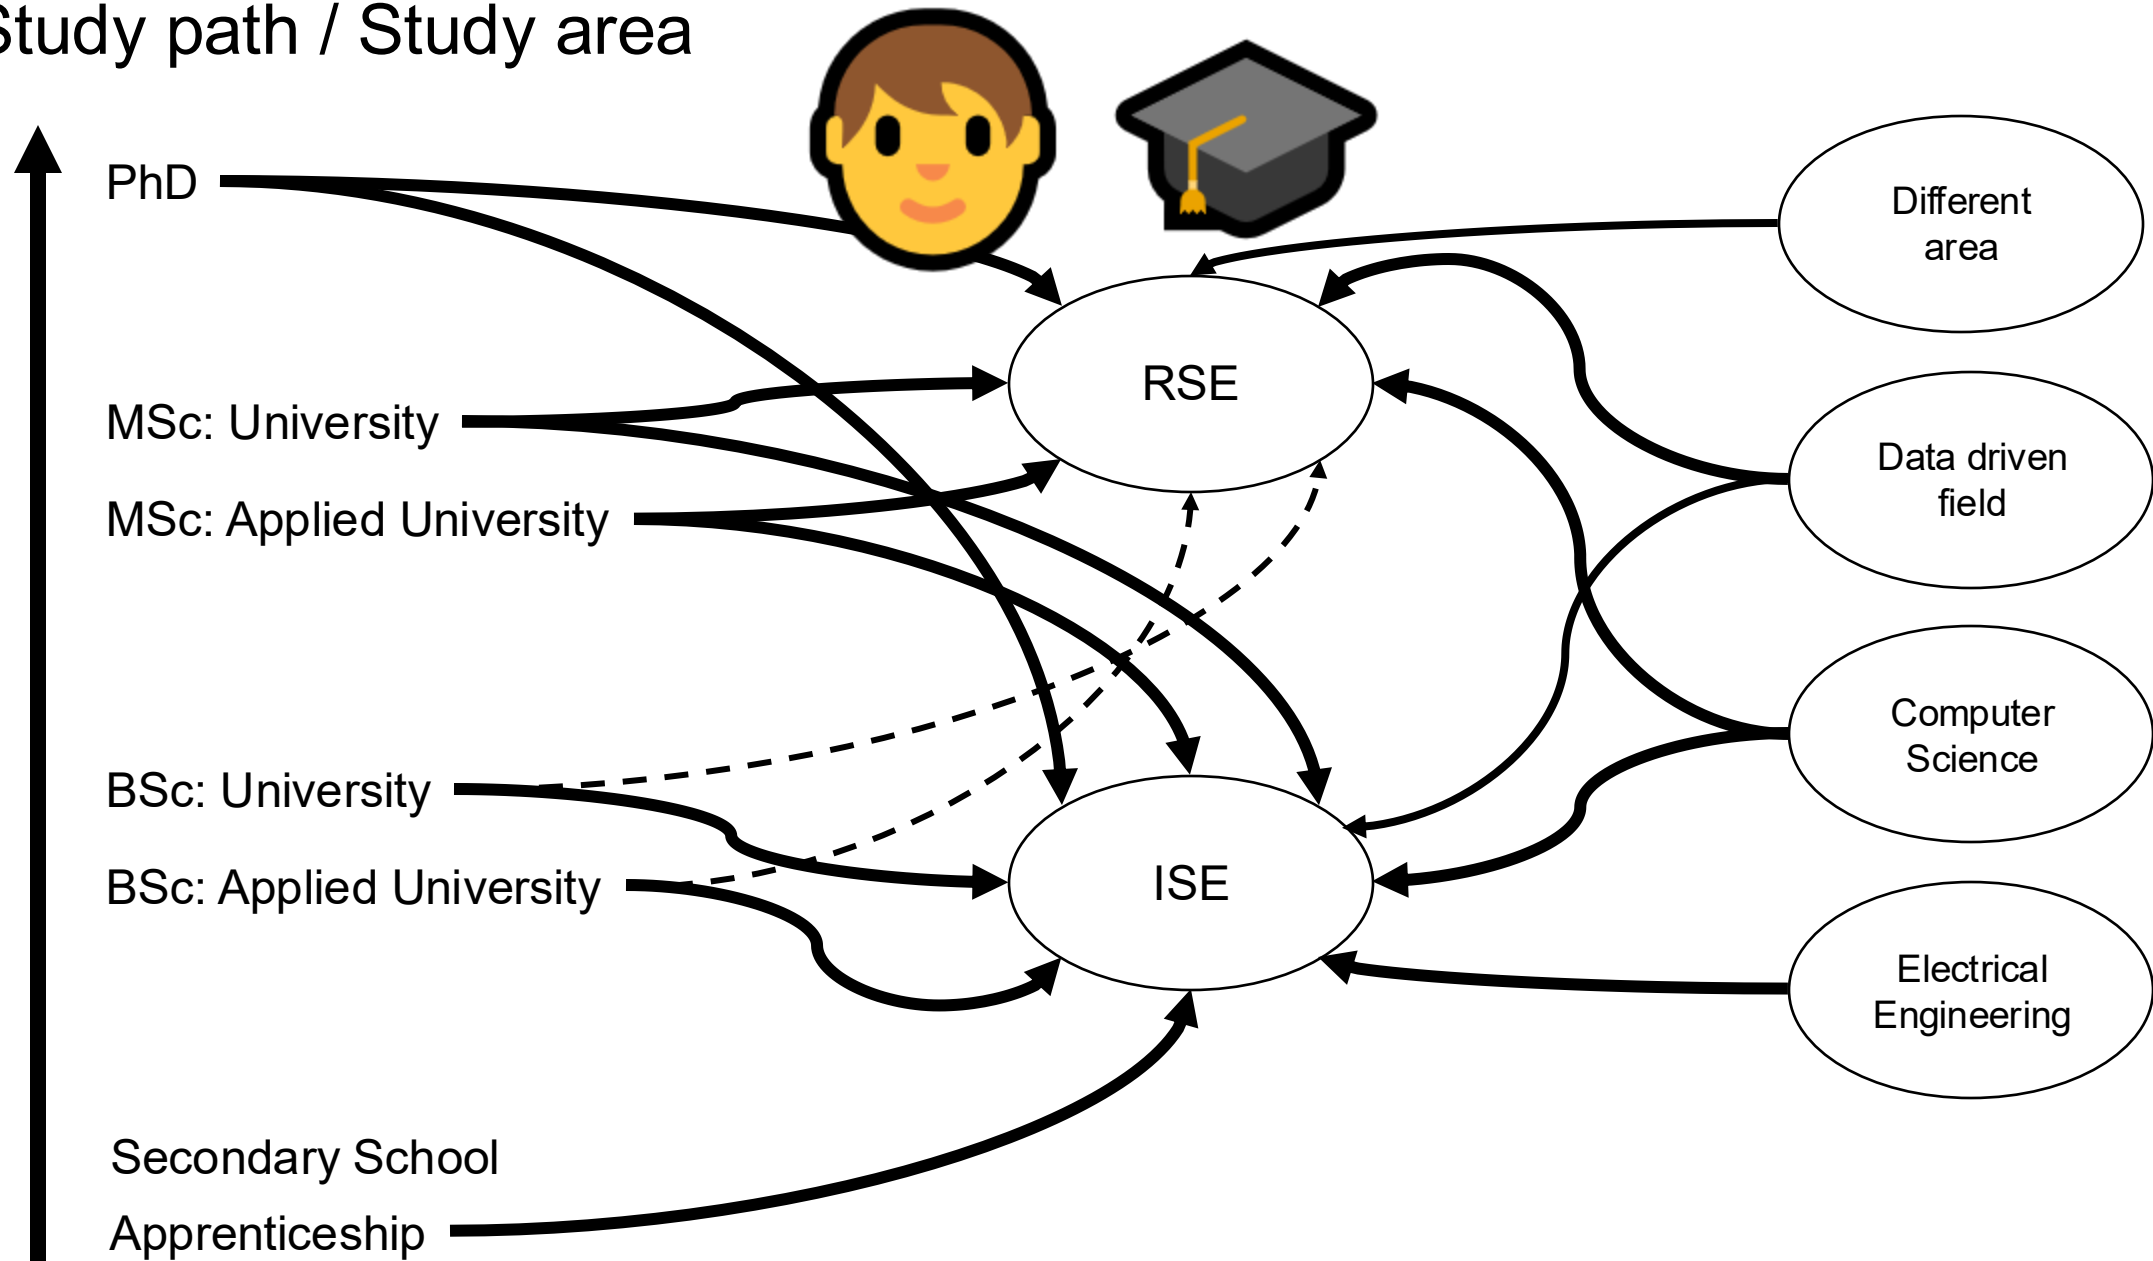 Study path / Study area
PhD
MSc: University
MSc: Applied University
BSc: University
BSc: Applied University
Secondary School
Apprenticeship
RSE
ISE
Different
area
Data driven
field
Computer
Science
Electrical
Engineering